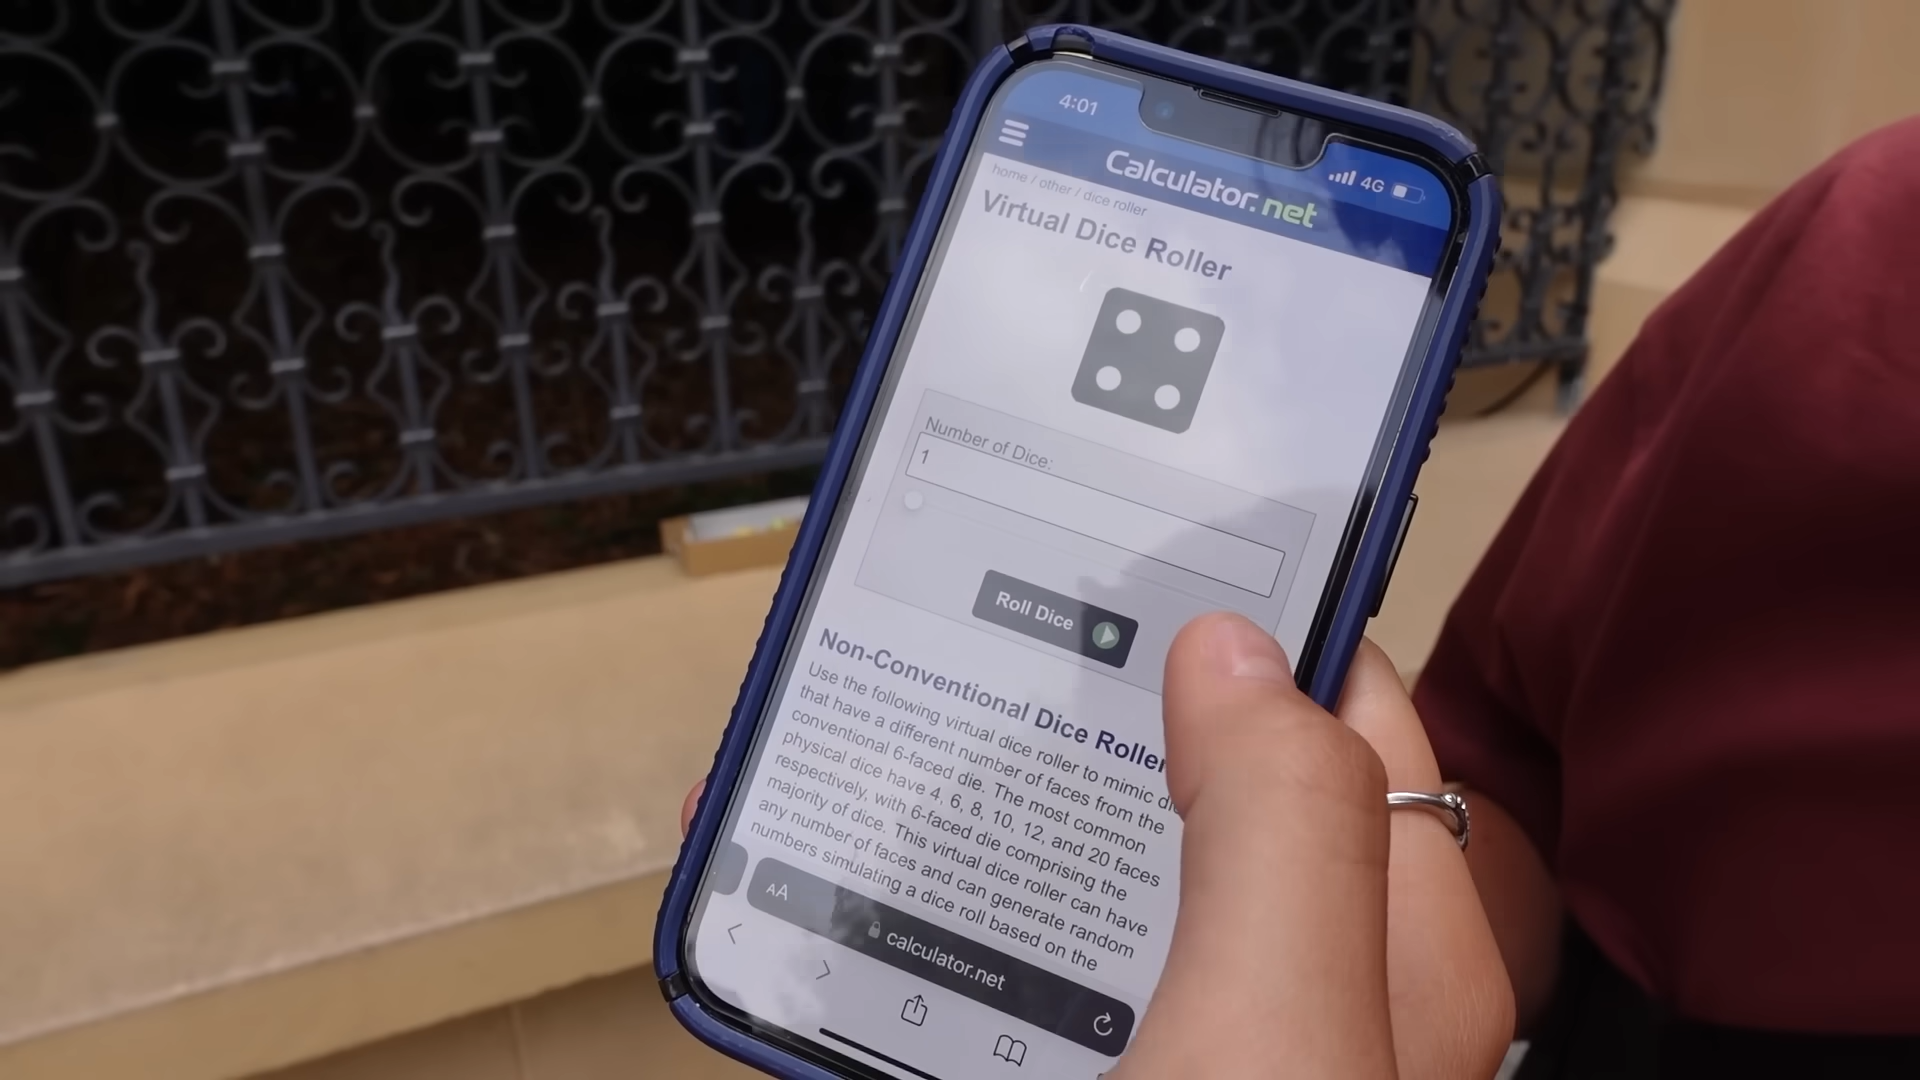 4:01
4G
Calculator.net
home / other / dice roller
Virtual Dice Roller
Number of Dice:
1
Roll Dice
Non-Conventional Dice Roller
Use the following virtual dice roller to mimic
that have a different number of faces from the
conventional 6-faced die. The most common
physical dice have 4, 6, 8, 10, 12, and 20 faces
respectively, with 6-faced die comprising the
majority of dice. This virtual dice roller can have
any number of faces and can generate random
numbers simulating a dice roll based on the
AA
calculator.net